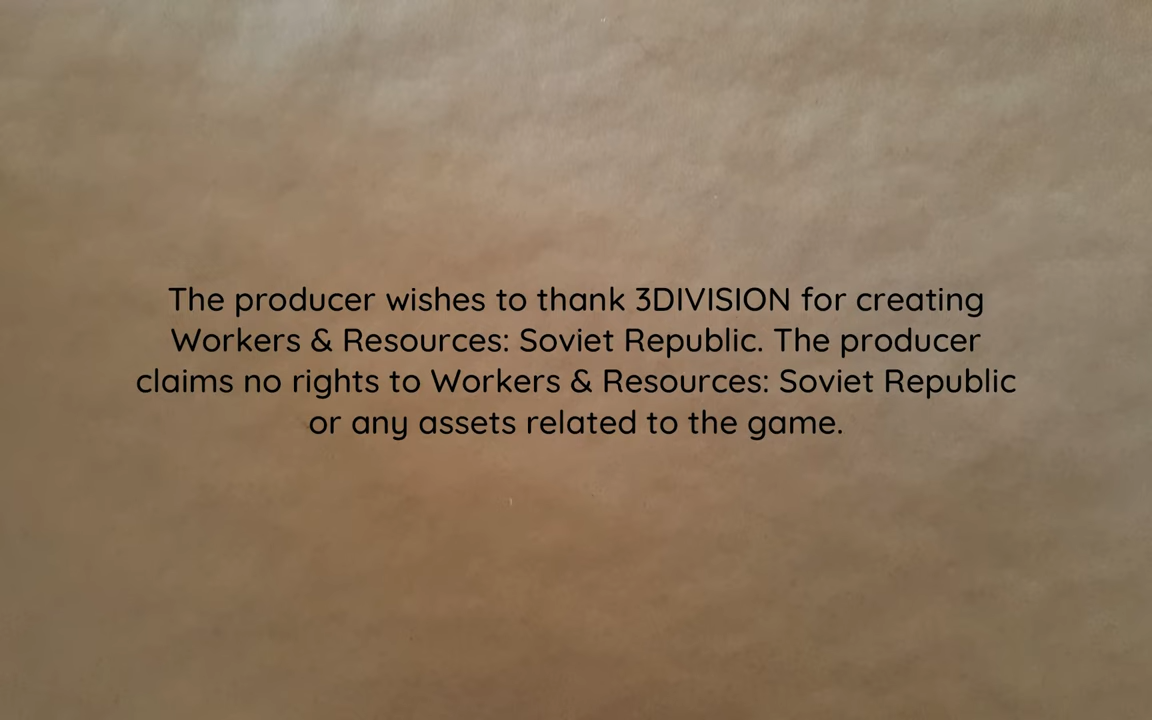 The producer wishes to thank 3DIVISION for creating
Workers & Resources: Soviet Republic. The producer
claims no rights to Workers & Resources: Soviet Republic
or any assets related to the game.